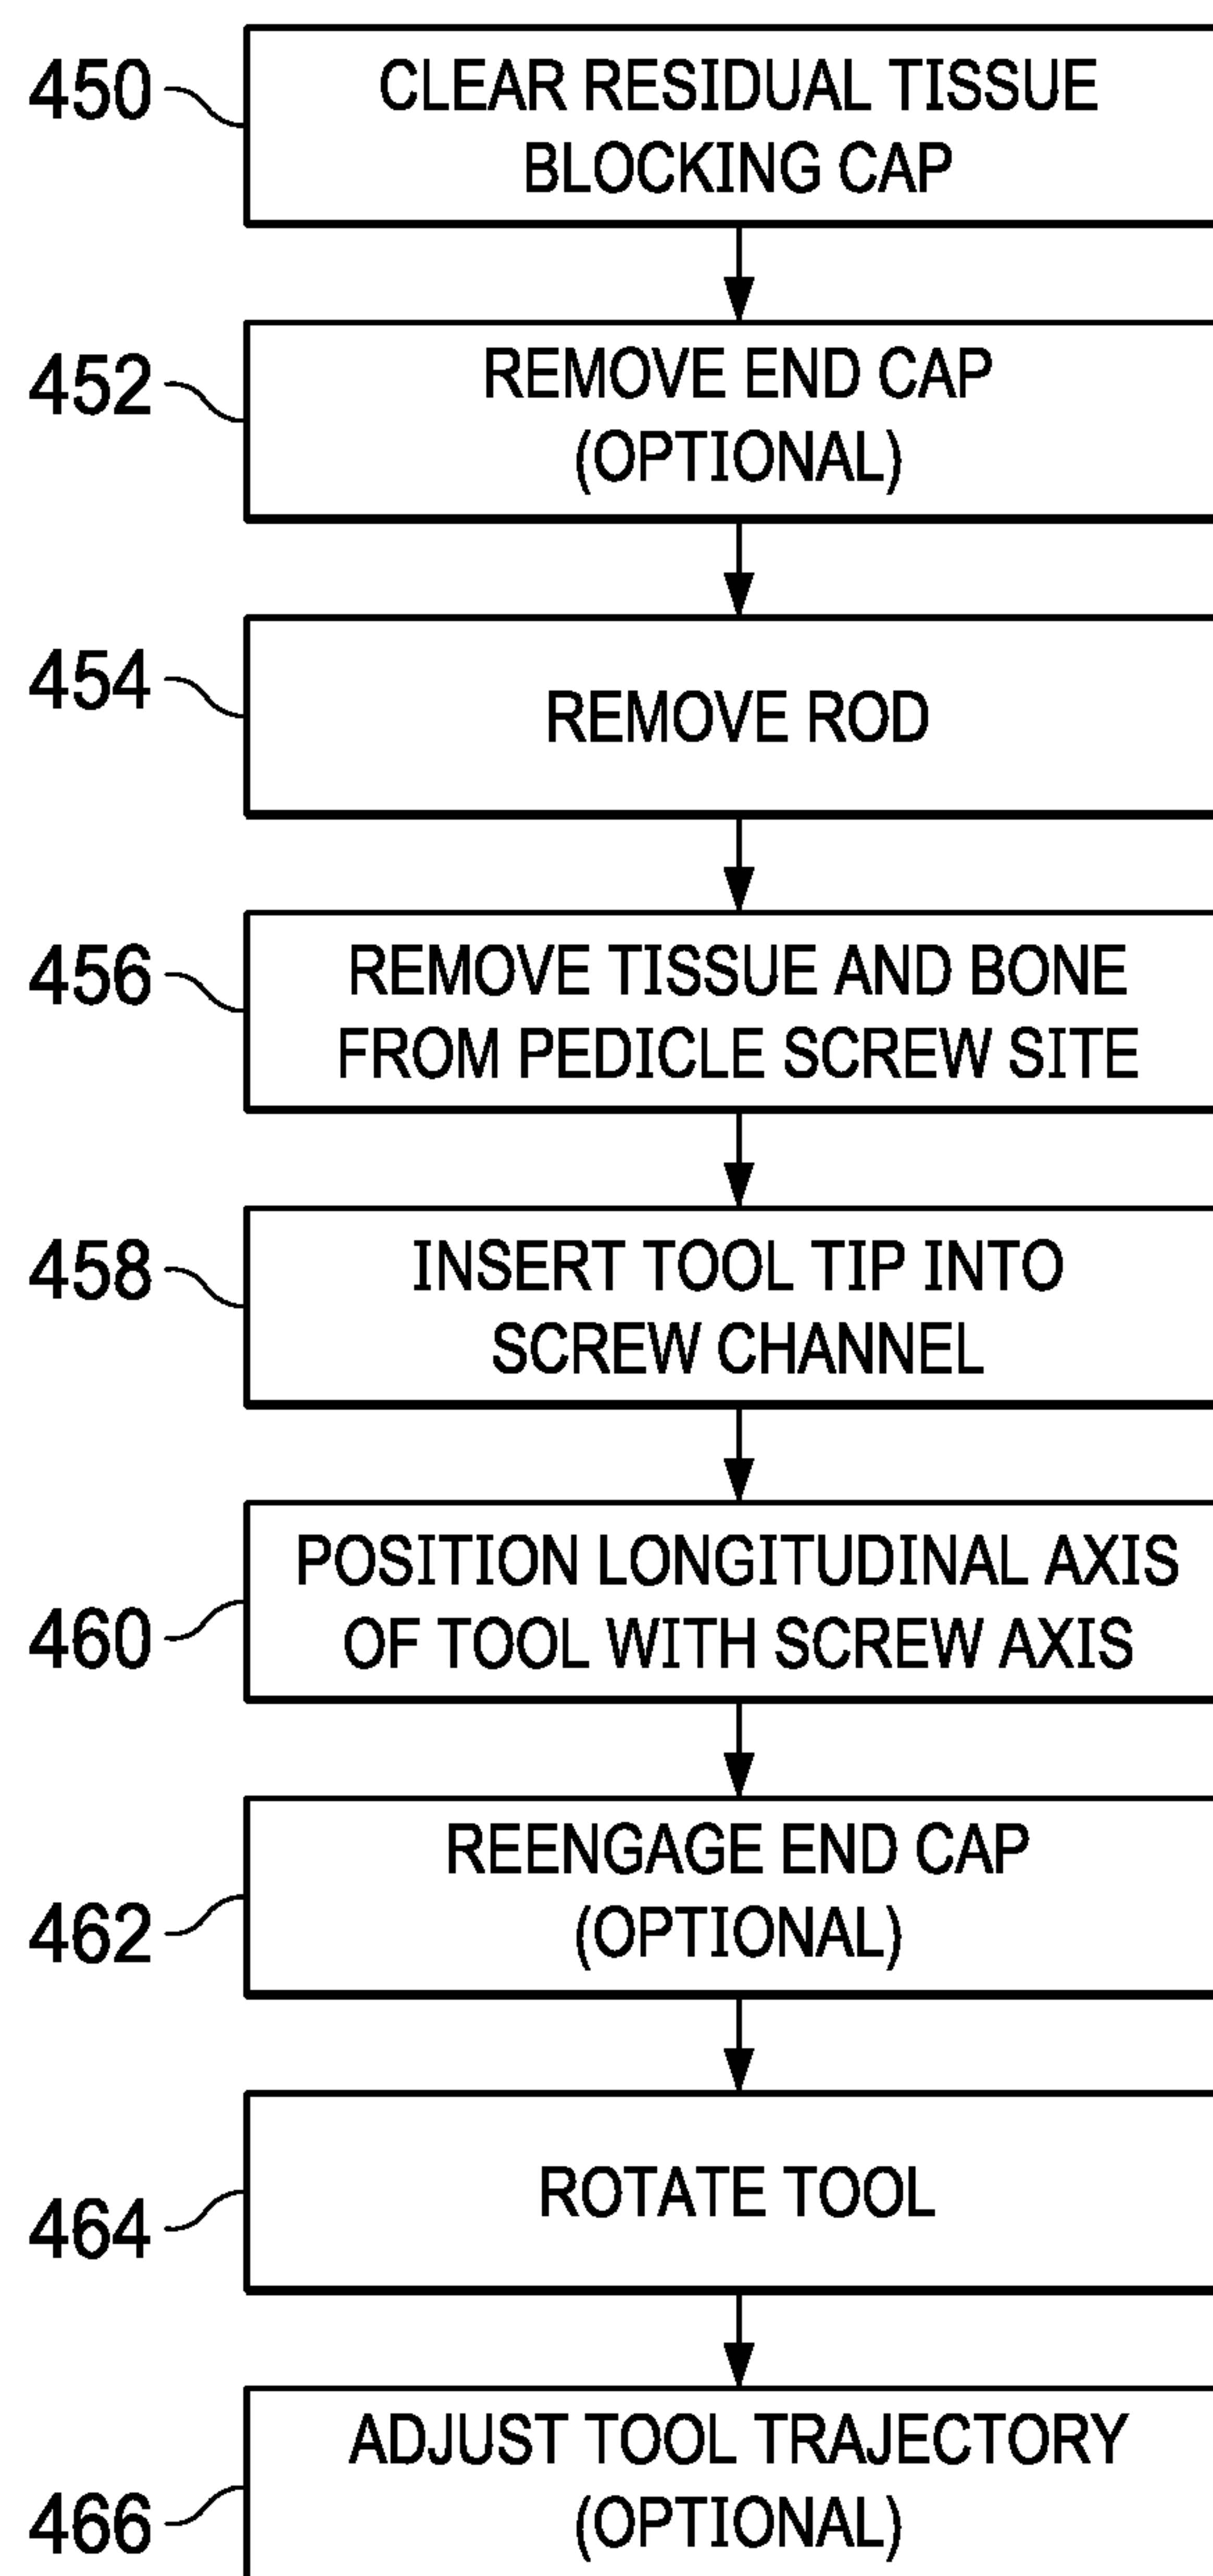 450
CLEAR RESIDUAL TISSUE
BLOCKING CAP
452
REMOVE END CAP
(OPTIONAL)
454
REMOVE ROD
456
REMOVE TISSUE AND BONE
FROM PEDICLE SCREW SITE
458
INSERT TOOL TIP INTO
SCREW CHANNEL
460
POSITION LONGITUDINAL AXIS
OF TOOL WITH SCREW AXIS
462
REENGAGE END CAP
(OPTIONAL)
464
ROTATE TOOL
466
ADJUST TOOL TRAJECTORY
(OPTIONAL)